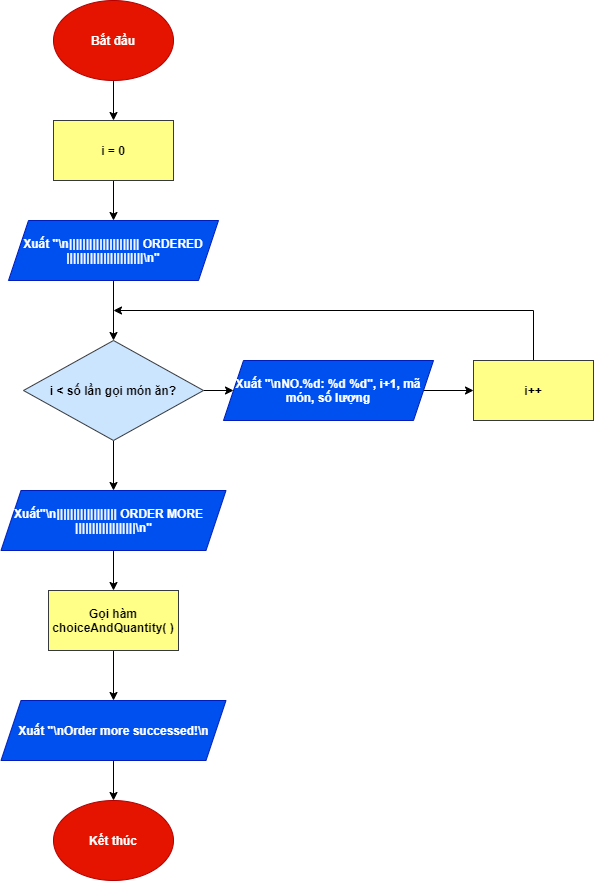 Bắt đầu
i = 0
Xuất "\n||||||||||||||||||||| ORDERED
|||||||||||||||||||||||\n"
i < số lần gọi món ăn?
Xuất "\nNO.%d: %d %d", i+1, mã
món, số lượng
i++
Xuất"\n|||||||||||||||||| ORDER MORE
||||||||||||||||||\n"
Gọi hàm
choiceAndQuantity( )
Xuất "\nOrder more successed!\n
Kết thúc